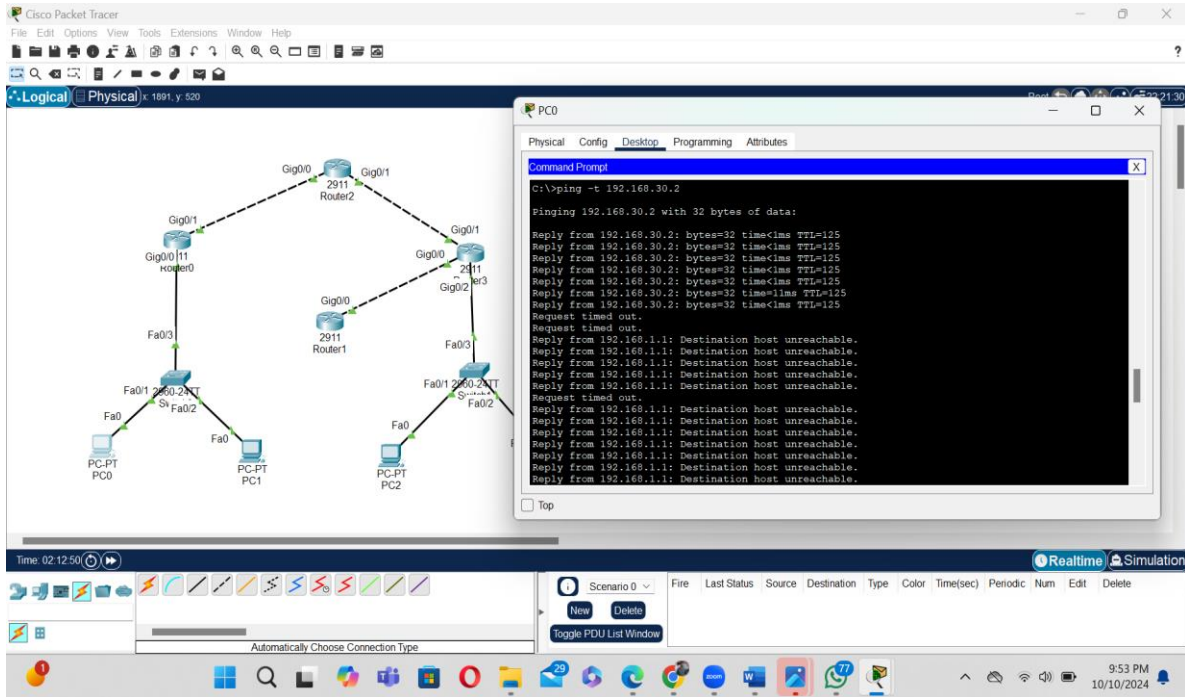 Cisco Packet Tracer
File Edit Options View Tools Extensions Window Help
?
Logical Physical x: 1891, y: 520
Root 22:21:30
Gig0/0
Gig0/1
2911
Router2
Gig0/1
Gig0/0 11
Router0
Gig0/1
Gig0/0
2911
er3
Gig0/2
Gig0/0
2911
Router1
Fa0/3
Fa0/3
Fa0/1 2960-24TT
Fa0/2
Fa0/1 2960-24TT
Fa0/2
Fa0
Fa0
Fa0
PC-PT
PC0
PC-PT
PC1
PC-PT
PC2
PC0
Physical Config Desktop Programming Attributes
Command Prompt X
C:\>ping -t 192.168.30.2
Pinging 192.168.30.2 with 32 bytes of data:
Reply from 192.168.30.2: bytes=32 time<1ms TTL=125
Reply from 192.168.30.2: bytes=32 time<1ms TTL=125
Reply from 192.168.30.2: bytes=32 time<1ms TTL=125
Reply from 192.168.30.2: bytes=32 time<1ms TTL=125
Reply from 192.168.30.2: bytes=32 time<1ms TTL=125
Reply from 192.168.30.2: bytes=32 time=11ms TTL=125
Reply from 192.168.30.2: bytes=32 time<1ms TTL=125
Request timed out.
Request timed out.
Reply from 192.168.1.1: Destination host unreachable.
Reply from 192.168.1.1: Destination host unreachable.
Reply from 192.168.1.1: Destination host unreachable.
Reply from 192.168.1.1: Destination host unreachable.
Reply from 192.168.1.1: Destination host unreachable.
Request timed out.
Reply from 192.168.1.1: Destination host unreachable.
Reply from 192.168.1.1: Destination host unreachable.
Reply from 192.168.1.1: Destination host unreachable.
Reply from 192.168.1.1: Destination host unreachable.
Reply from 192.168.1.1: Destination host unreachable.
Reply from 192.168.1.1: Destination host unreachable.
Reply from 192.168.1.1: Destination host unreachable.
Top
Time: 02:12:50
Realtime Simulation
Scenario 0
New Delete
Toggle PDU List Window
Fire Last Status Source Destination Type Color Time(sec) Periodic Num Edit Delete
Automatically Choose Connection Type
29
zoom
77
9:53 PM
10/10/2024